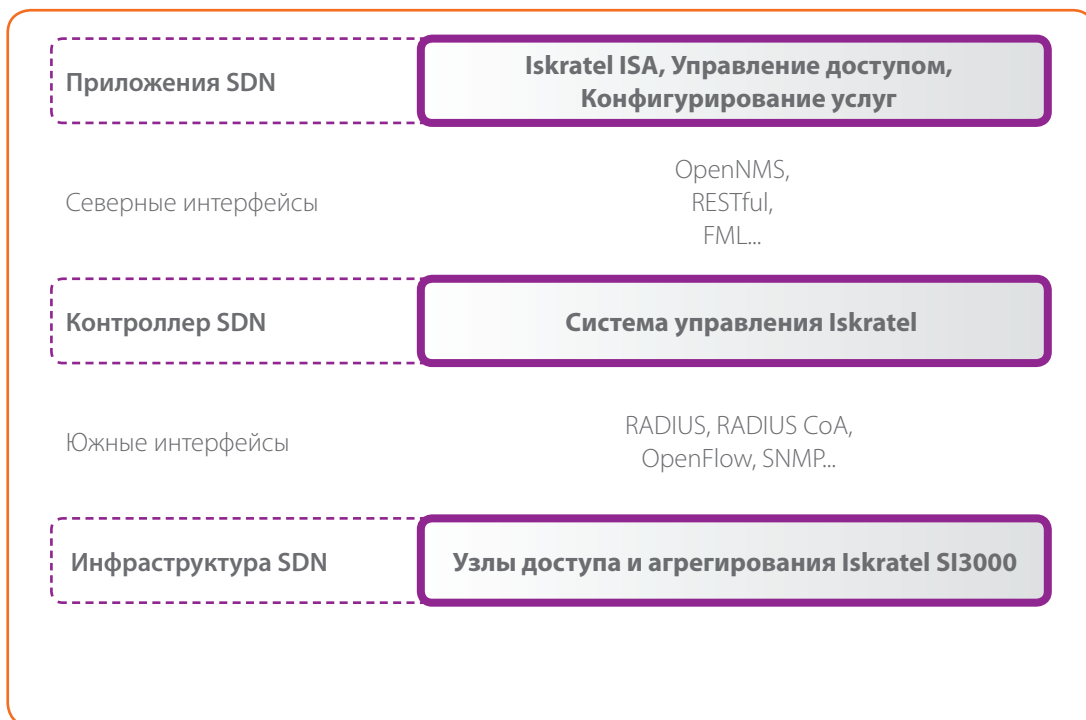 Приложения SDN
Iskratel ISA, Управление доступом,
Конфигурирование услуг
Северные интерфейсы
OpenNMS,
RESTful,
FML...
Контроллер SDN
Система управления Iskratel
Южные интерфейсы
RADIUS, RADIUS CoA,
OpenFlow, SNMP...
Инфраструктура SDN
Узлы доступа и агрегирования Iskratel SI3000